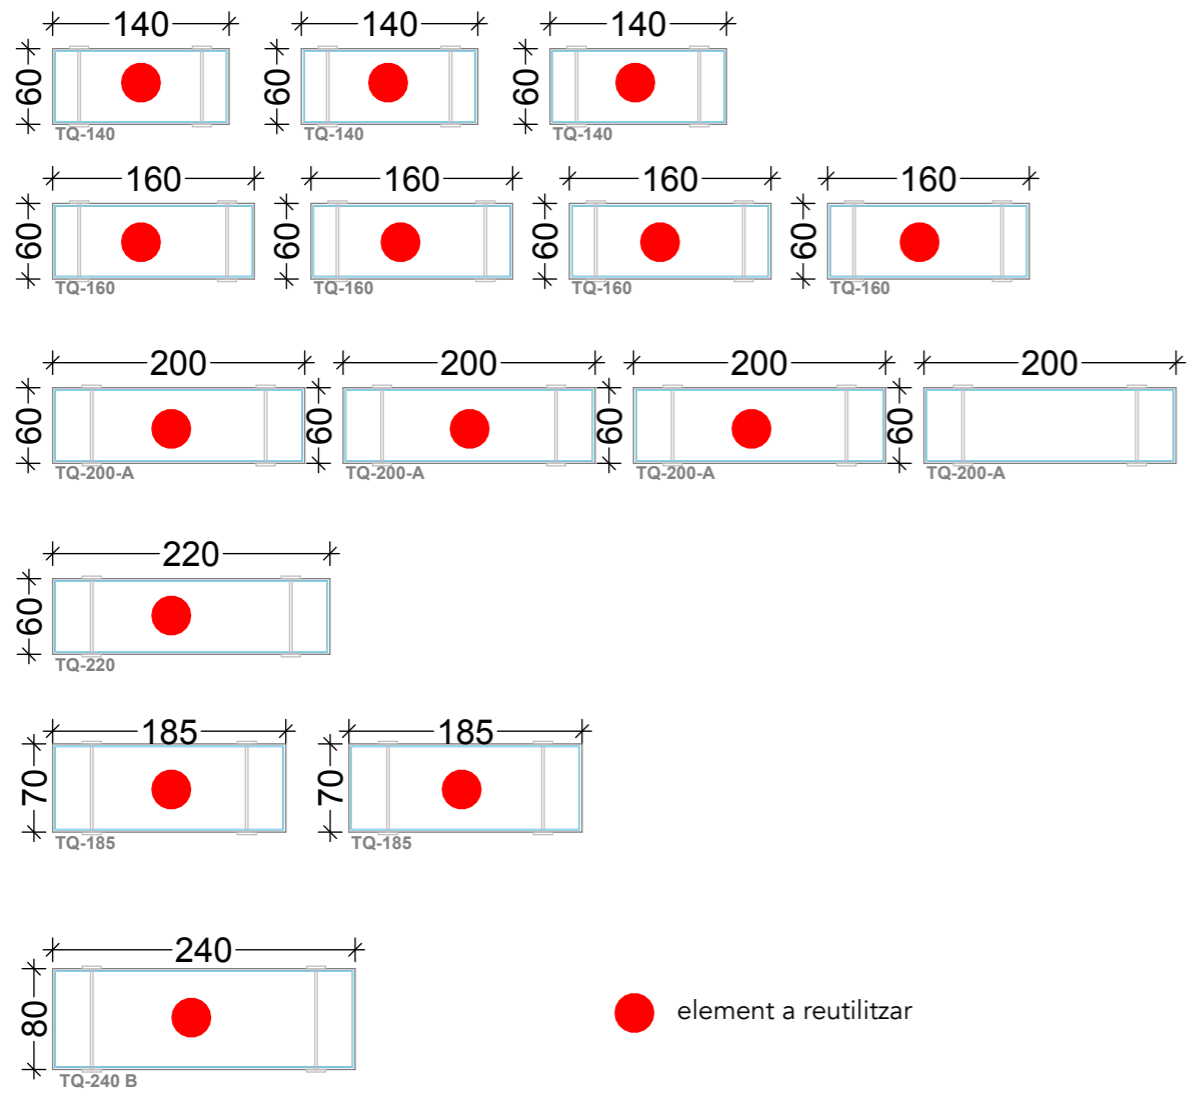 140 140 140
60 60 60
TQ-140 TQ-140 TQ-140
160 160 160 160
60 60 60 60
TQ-160 TQ-160 TQ-160 TQ-160
200 200 200 200
60 60 60 60
TQ-200-A TQ-200-A TQ-200-A TQ-200-A
220
60
TQ-220
185 185
70 70
TQ-185 TQ-185
240
80
element a reutilitzar
TQ-240 B